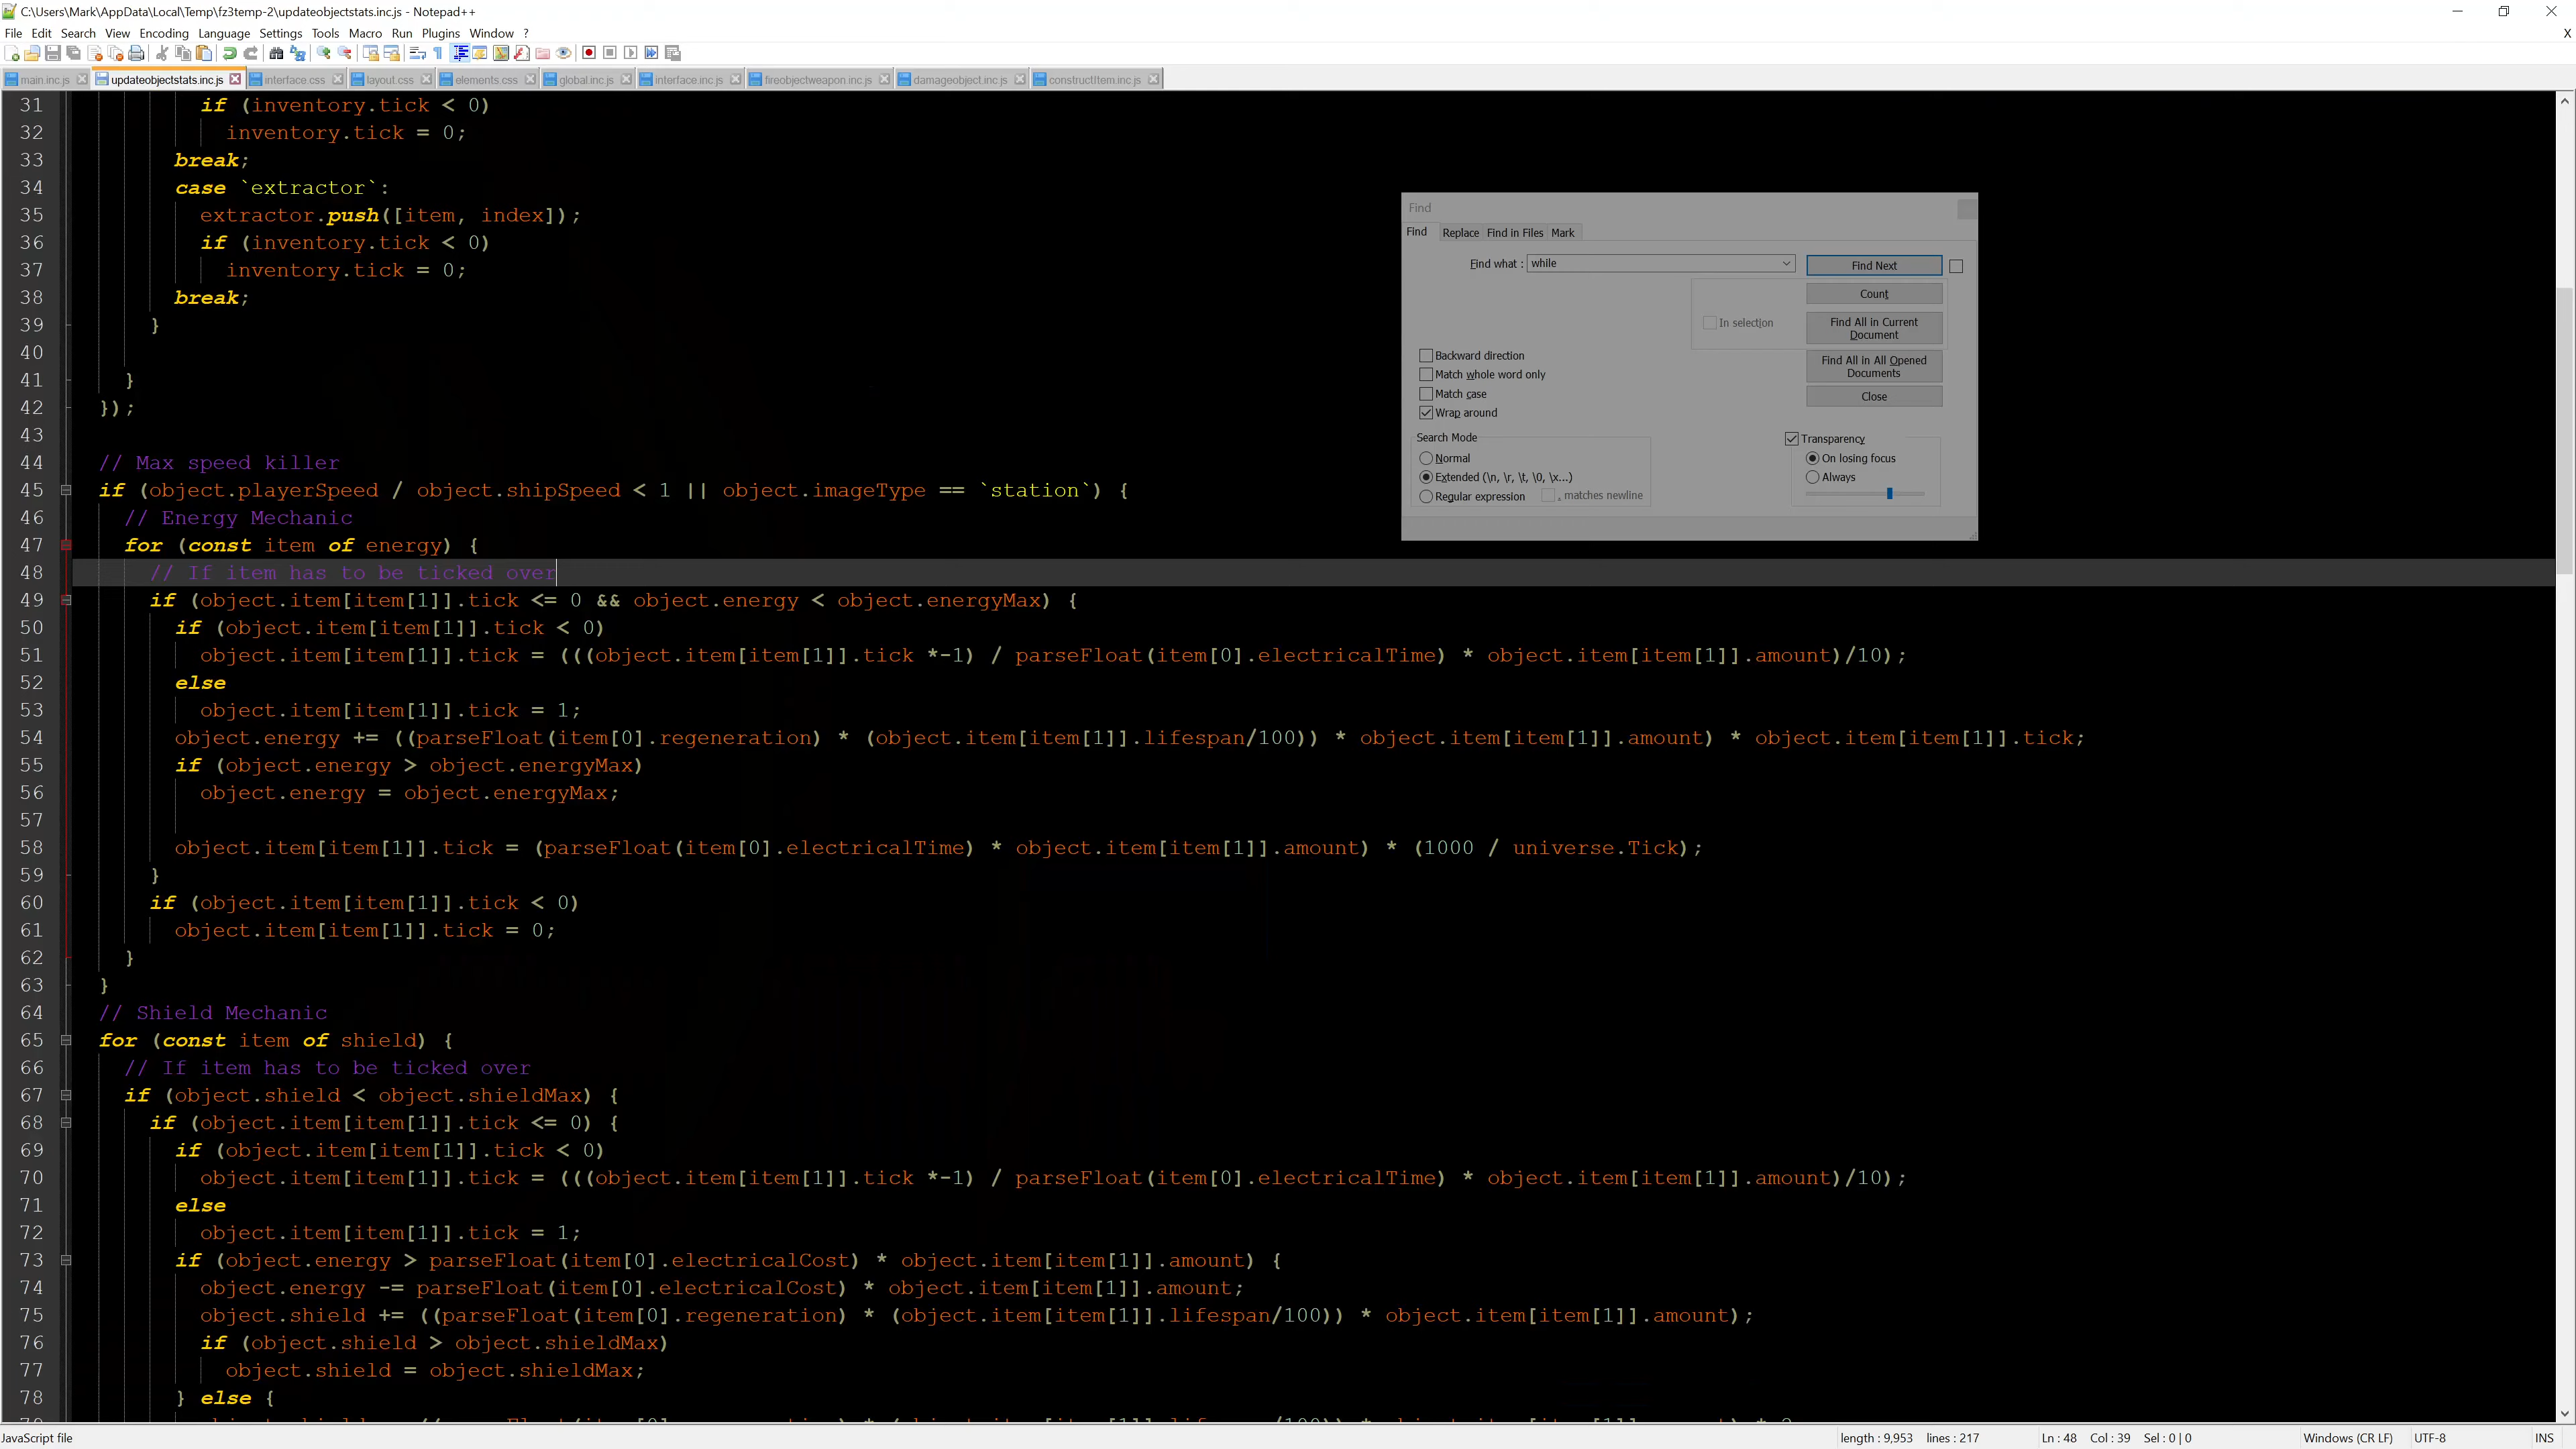 C:\Users\Mark\AppData\Local\Temp\fz3temp-2\updateobjectstats.inc.js - Notepad++
File Edit Search View Encoding Language Settings Tools Macro Run Plugins Window ? X
main.inc.js updateobjectstats.inc.js interface.css layout.css elements.css global.inc.js interface.inc.js fireobjectweapon.inc.js damageobject.inc.js constructItem.inc.js
31 if (inventory.tick < 0)
32 inventory.tick = 0;
33 break;
34 case `extractor`:
35 extractor.push([item, index]);
36 if (inventory.tick < 0)
37 inventory.tick = 0;
38 break;
39 }
40
41 }
42 });
43
44 // Max speed killer
45 if (object.playerSpeed / object.shipSpeed < 1 || object.imageType == `station`) {
46 // Energy Mechanic
47 for (const item of energy) {
48 // If item has to be ticked over
49 if (object.item[item[1]].tick <= 0 && object.energy < object.energyMax) {
50 if (object.item[item[1]].tick < 0)
51 object.item[item[1]].tick = (((object.item[item[1]].tick *-1) / parseFloat(item[0].electricalTime) * object.item[item[1]].amount)/10);
52 else
53 object.item[item[1]].tick = 1;
54 object.energy += ((parseFloat(item[0].regeneration) * (object.item[item[1]].lifespan/100)) * object.item[item[1]].amount) * object.item[item[1]].tick;
55 if (object.energy > object.energyMax)
56 object.energy = object.energyMax;
57
58 object.item[item[1]].tick = (parseFloat(item[0].electricalTime) * object.item[item[1]].amount) * (1000 / universe.Tick);
59 }
60 if (object.item[item[1]].tick < 0)
61 object.item[item[1]].tick = 0;
62 }
63 }
64 // Shield Mechanic
65 for (const item of shield) {
66 // If item has to be ticked over
67 if (object.shield < object.shieldMax) {
68 if (object.item[item[1]].tick <= 0) {
69 if (object.item[item[1]].tick < 0)
70 object.item[item[1]].tick = (((object.item[item[1]].tick *-1) / parseFloat(item[0].electricalTime) * object.item[item[1]].amount)/10);
71 else
72 object.item[item[1]].tick = 1;
73 if (object.energy > parseFloat(item[0].electricalCost) * object.item[item[1]].amount) {
74 object.energy -= parseFloat(item[0].electricalCost) * object.item[item[1]].amount;
75 object.shield += ((parseFloat(item[0].regeneration) * (object.item[item[1]].lifespan/100)) * object.item[item[1]].amount);
76 if (object.shield > object.shieldMax)
77 object.shield = object.shieldMax;
78 } else {
Find
Find Replace Find in Files Mark
Find what : while
Find Next
Count
In selection
Find All in Current
Document
Find All in All Opened
Documents
Close
Backward direction
Match whole word only
Match case
Wrap around
Search Mode
Normal
Extended (\n, \r, \t, \0, \x...)
Regular expression . matches newline
Transparency
On losing focus
Always
JavaScript file length : 9,953 lines : 217 Ln : 48 Col : 39 Sel : 0 | 0 Windows (CR LF) UTF-8 INS